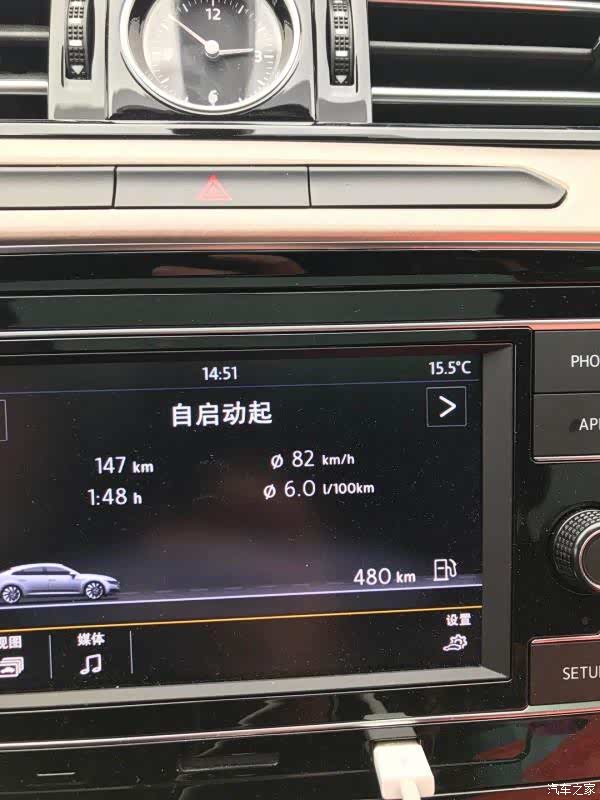 12
3
6
14:51
15.5°C
自启动起
147 km
ø 82 km/h
1:48 h
ø 6.0 l/100km
480 km
设置
视图
媒体
PHO
AP
SETU
汽车之家